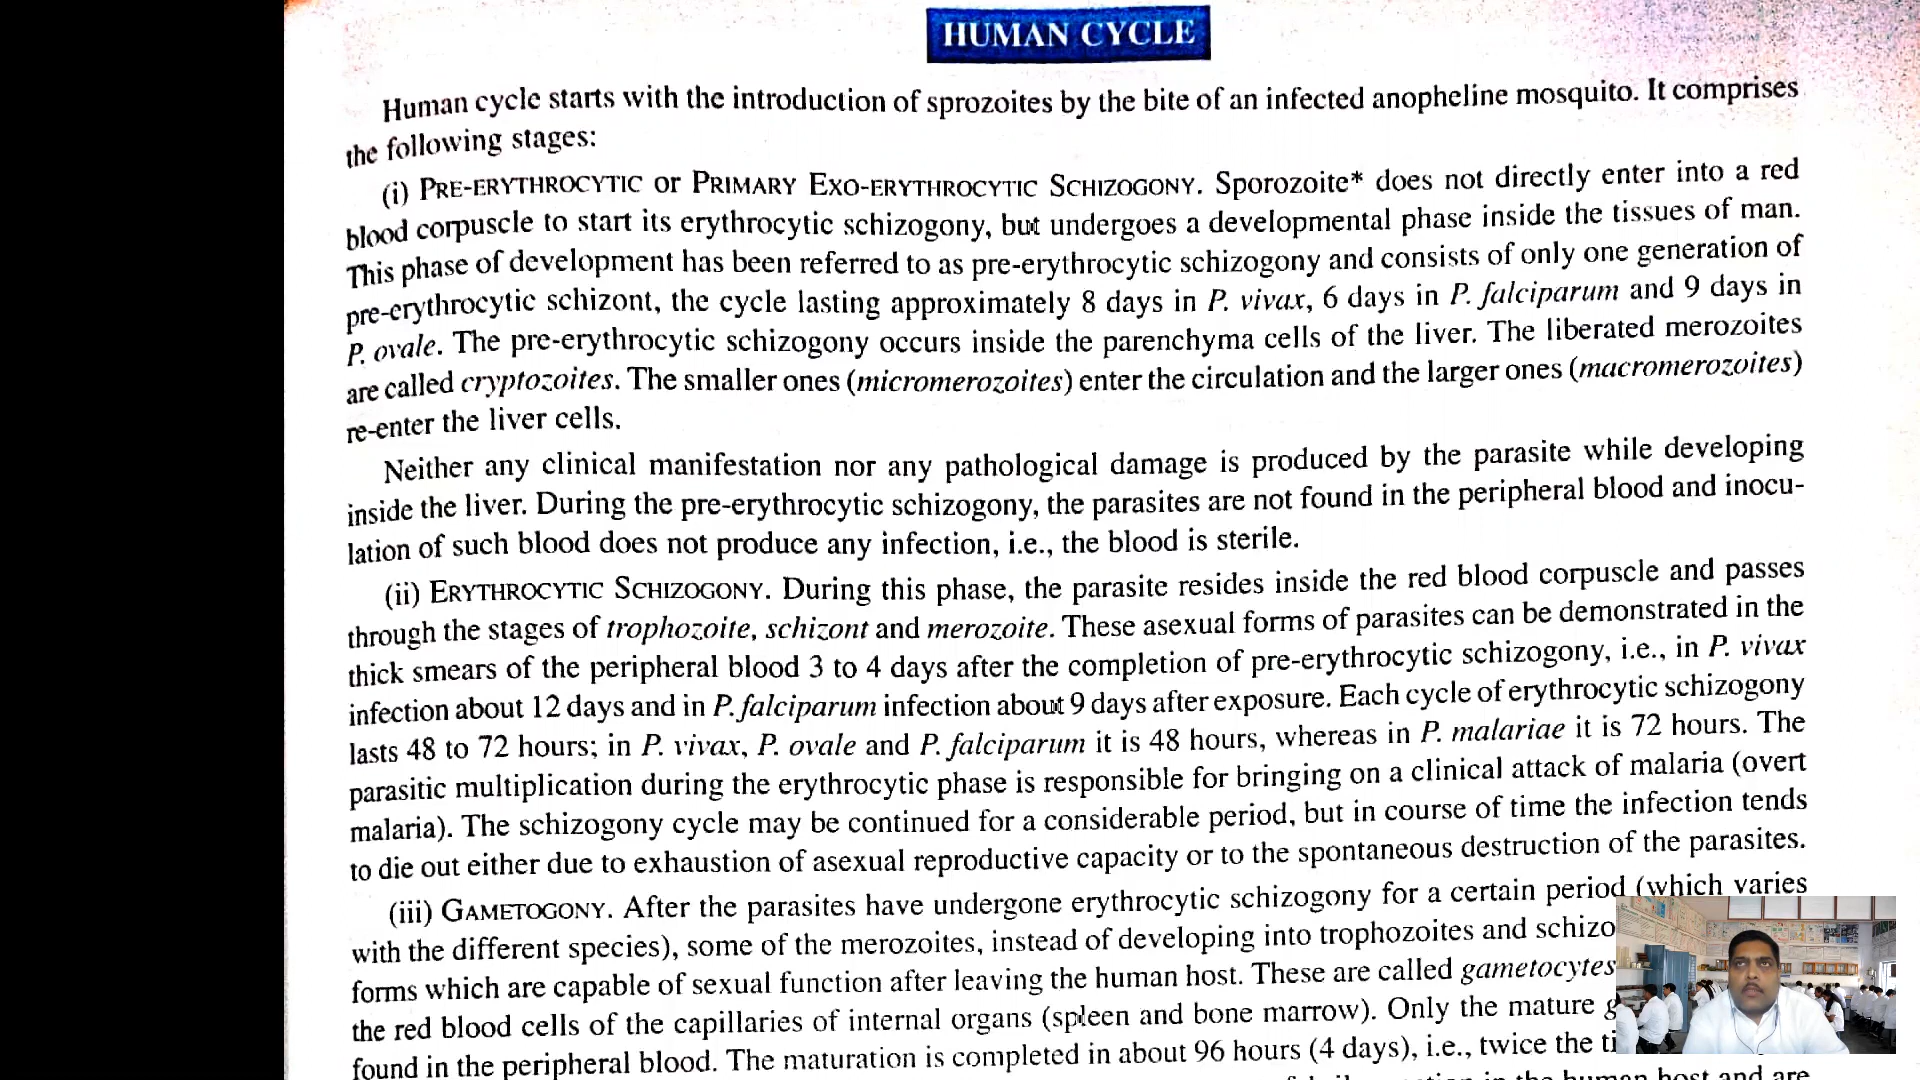 HUMAN CYCLE
Human cycle starts with the introduction of sprozoites by the bite of an infected anopheline mosquito. It comprises
the following stages:
(i) PRE-ERYTHROCYTIC or PRIMARY EXO-ERYTHROCYTIC SCHIZOGONY. Sporozoite* does not directly enter into a red
blood corpuscle to start its erythrocytic schizogony, but undergoes a developmental phase inside the tissues of man.
This phase of development has been referred to as pre-erythrocytic schizogony and consists of only one generation of
pre-erythrocytic schizont, the cycle lasting approximately 8 days in P. vivax, 6 days in P. falciparum and 9 days in
P. ovale. The pre-erythrocytic schizogony occurs inside the parenchyma cells of the liver. The liberated merozoites
are called cryptozoites. The smaller ones (micromerozoites) enter the circulation and the larger ones (macromerozoites)
re-enter the liver cells.
Neither any clinical manifestation nor any pathological damage is produced by the parasite while developing
inside the liver. During the pre-erythrocytic schizogony, the parasites are not found in the peripheral blood and inocu-
lation of such blood does not produce any infection, i.e., the blood is sterile.
(ii) ERYTHROCYTIC SCHIZOGONY. During this phase, the parasite resides inside the red blood corpuscle and passes
through the stages of trophozoite, schizont and merozoite. These asexual forms of parasites can be demonstrated in the
thick smears of the peripheral blood 3 to 4 days after the completion of pre-erythrocytic schizogony, i.e., in P. vivax
infection about 12 days and in P. falciparum infection about 9 days after exposure. Each cycle of erythrocytic schizogony
lasts 48 to 72 hours; in P. vivax, P. ovale and P. falciparum it is 48 hours, whereas in P. malariae it is 72 hours. The
parasitic multiplication during the erythrocytic phase is responsible for bringing on a clinical attack of malaria (overt
malaria). The schizogony cycle may be continued for a considerable period, but in course of time the infection tends
to die out either due to exhaustion of asexual reproductive capacity or to the spontaneous destruction of the parasites.
(iii) GAMETOGONY. After the parasites have undergone erythrocytic schizogony for a certain period (which varies
with the different species), some of the merozoites, instead of developing into trophozoites and schizo
forms which are capable of sexual function after leaving the human host. These are called gametocytes
the red blood cells of the capillaries of internal organs (spleen and bone marrow). Only the mature g
found in the peripheral blood. The maturation is completed in about 96 hours (4 days), i.e., twice the ti
in the human host and are